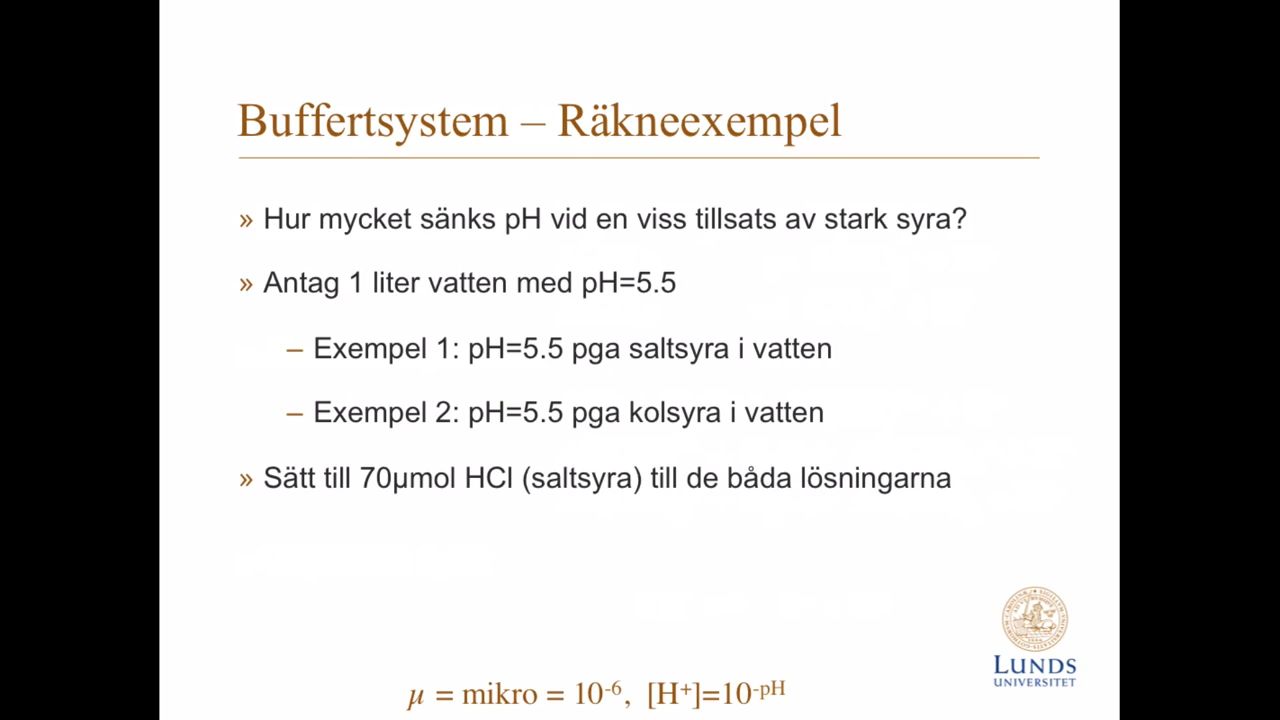 Buffertsystem – Räkneexempel
» Hur mycket sänks pH vid en viss tillsats av stark syra?
» Antag 1 liter vatten med pH=5.5
– Exempel 1: pH=5.5 pga saltsyra i vatten
– Exempel 2: pH=5.5 pga kolsyra i vatten
» Sätt till 70µmol HCl (saltsyra) till de båda lösningarna
LUNDS
UNIVERSITET
µ = mikro = 10⁻⁶, [H⁺]=10⁻ᵖᴴ